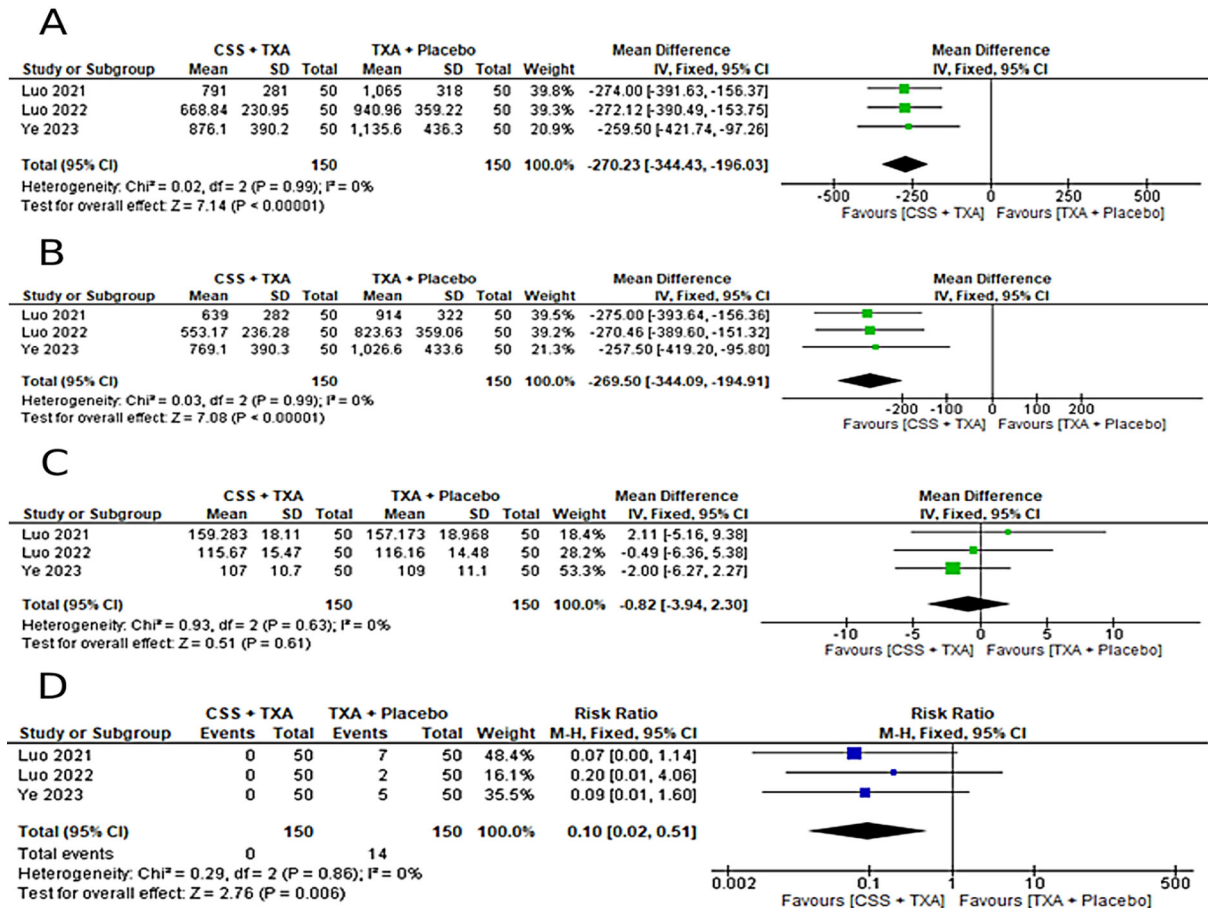 A
CSS + TXA TXA + Placebo Mean Difference Mean Difference
Study or Subgroup Mean SD Total Mean SD Total Weight IV, Fixed, 95% CI IV, Fixed, 95% CI
Luo 2021 791 281 50 1,065 318 50 39.8% -274.00 [-391.63, -156.37]
Luo 2022 668.84 230.95 50 940.96 359.22 50 39.3% -272.12 [-390.49, -153.75]
Ye 2023 876.1 390.2 50 1,135.6 436.3 50 20.9% -259.50 [-421.74, -97.26]
Total (95% CI) 150 150 100.0% -270.23 [-344.43, -196.03]
Heterogeneity: Chi² = 0.02, df = 2 (P = 0.99); I² = 0%
Test for overall effect: Z = 7.14 (P < 0.00001)
-500 -250 0 250 500
Favours [CSS + TXA] Favours [TXA + Placebo]
B
CSS + TXA TXA + Placebo Mean Difference Mean Difference
Study or Subgroup Mean SD Total Mean SD Total Weight IV, Fixed, 95% CI IV, Fixed, 95% CI
Luo 2021 639 282 50 914 322 50 39.5% -275.00 [-393.64, -156.36]
Luo 2022 553.17 236.28 50 823.63 359.06 50 39.2% -270.46 [-389.60, -151.32]
Ye 2023 769.1 390.3 50 1,026.6 433.6 50 21.3% -257.50 [-419.20, -95.80]
Total (95% CI) 150 150 100.0% -269.50 [-344.09, -194.91]
Heterogeneity: Chi² = 0.03, df = 2 (P = 0.99); I² = 0%
Test for overall effect: Z = 7.08 (P < 0.00001)
-200 -100 0 100 200
Favours [CSS + TXA] Favours [TXA + Placebo]
C
CSS + TXA TXA + Placebo Mean Difference Mean Difference
Study or Subgroup Mean SD Total Mean SD Total Weight IV, Fixed, 95% CI IV, Fixed, 95% CI
Luo 2021 159.283 18.11 50 157.173 18.968 50 18.4% 2.11 [-5.16, 9.38]
Luo 2022 115.67 15.47 50 116.16 14.48 50 28.2% -0.49 [-6.36, 5.38]
Ye 2023 107 10.7 50 109 11.1 50 53.3% -2.00 [-6.27, 2.27]
Total (95% CI) 150 150 100.0% -0.82 [-3.94, 2.30]
Heterogeneity: Chi² = 0.93, df = 2 (P = 0.63); I² = 0%
Test for overall effect: Z = 0.51 (P = 0.61)
-10 -5 0 5 10
Favours [CSS + TXA] Favours [TXA + Placebo]
D
CSS + TXA TXA + Placebo Risk Ratio Risk Ratio
Study or Subgroup Events Total Events Total Weight M-H, Fixed, 95% CI M-H, Fixed, 95% CI
Luo 2021 0 50 7 50 48.4% 0.07 [0.00, 1.14]
Luo 2022 0 50 2 50 16.1% 0.20 [0.01, 4.06]
Ye 2023 0 50 5 50 35.5% 0.09 [0.01, 1.60]
Total (95% CI) 150 150 100.0% 0.10 [0.02, 0.51]
Total events 0 14
Heterogeneity: Chi² = 0.29, df = 2 (P = 0.86); I² = 0%
Test for overall effect: Z = 2.76 (P = 0.006)
0.002 0.1 1 10 500
Favours [CSS + TXA] Favours [TXA + Placebo]